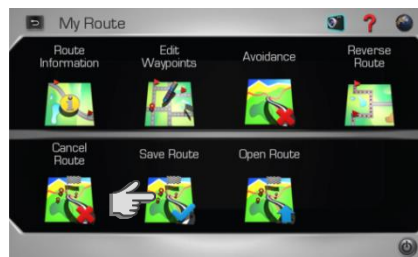 My Route
?
Route
Information
Edit
Waypoints
Avoidance
Reverse
Route
Cancel
Route
Save Route
Open Route